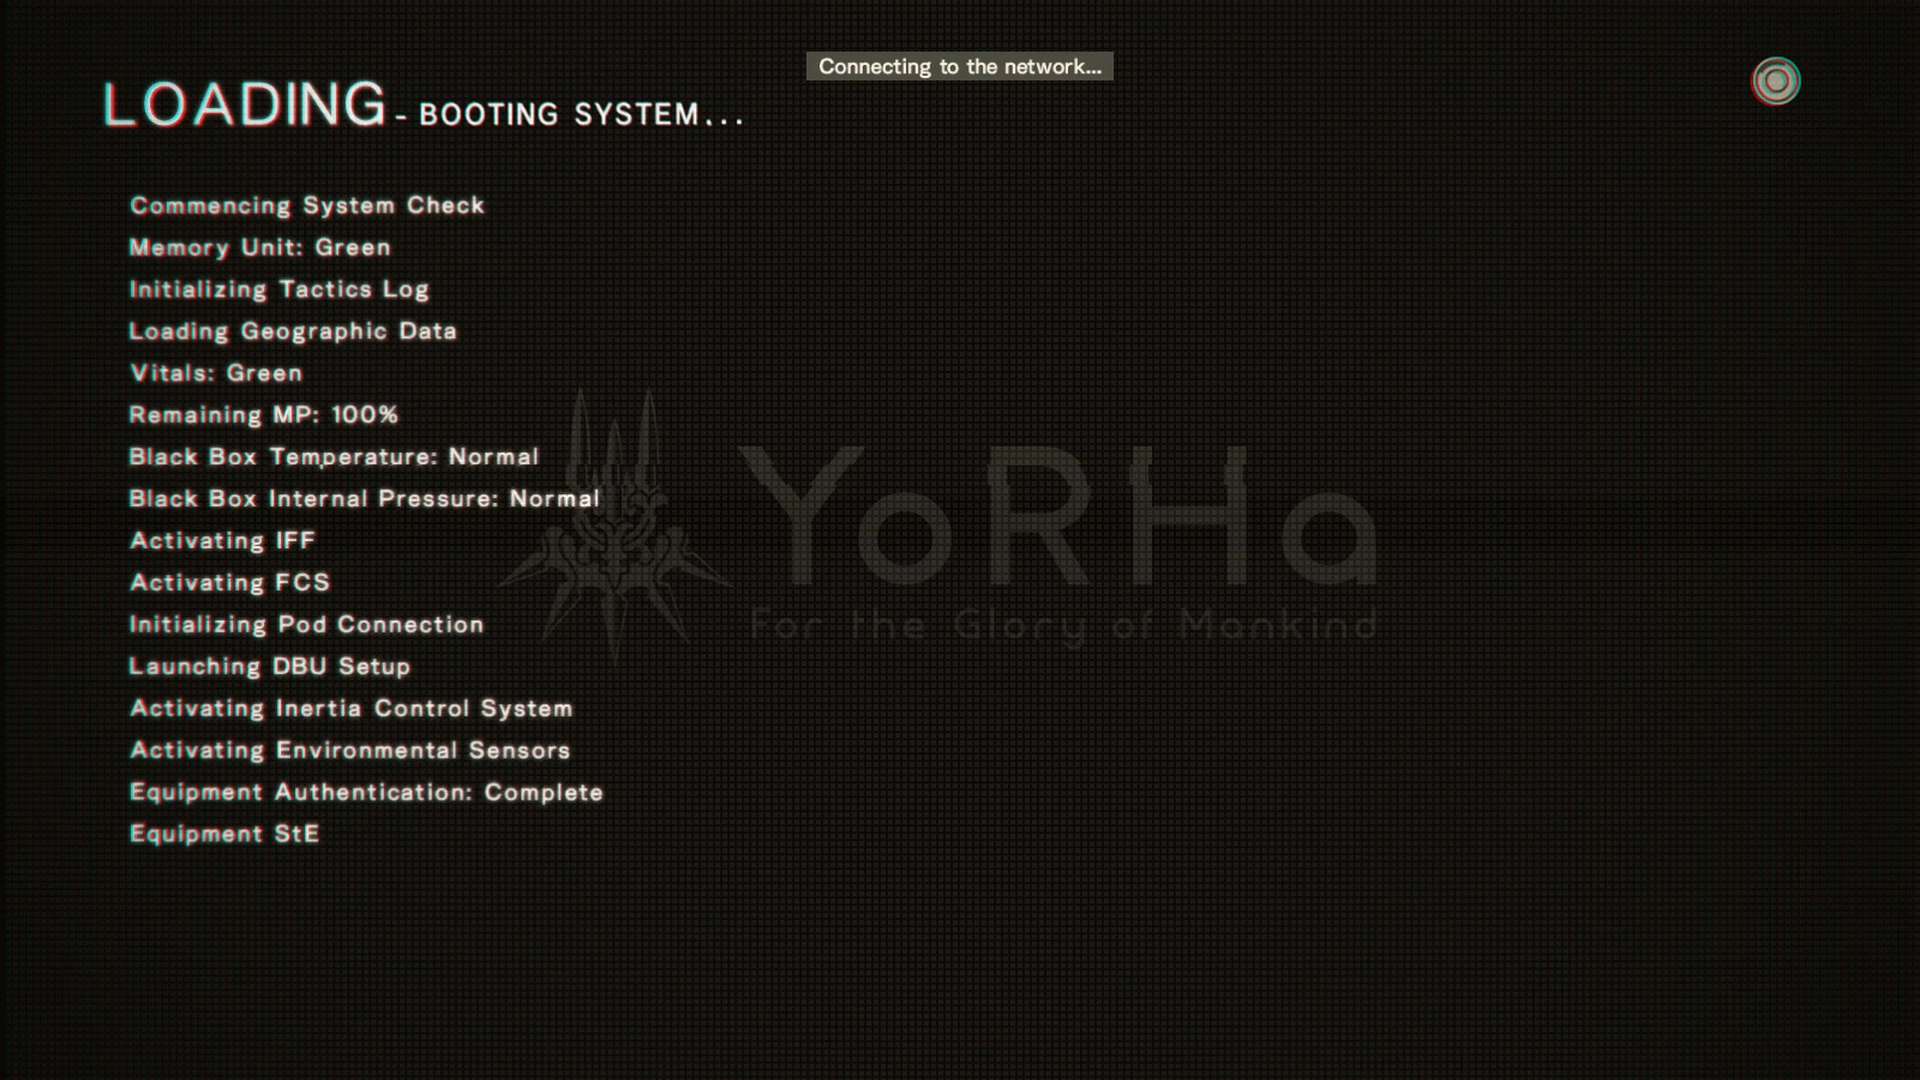 Connecting to the network...
LOADING - BOOTING SYSTEM...
Commencing System Check
Memory Unit: Green
Initializing Tactics Log
Loading Geographic Data
Vitals: Green
Remaining MP: 100%
Black Box Temperature: Normal
Black Box Internal Pressure: Normal
Activating IFF
Activating FCS
Initializing Pod Connection
Launching DBU Setup
Activating Inertia Control System
Activating Environmental Sensors
Equipment Authentication: Complete
Equipment StE
YoRHa
For the Glory of Mankind